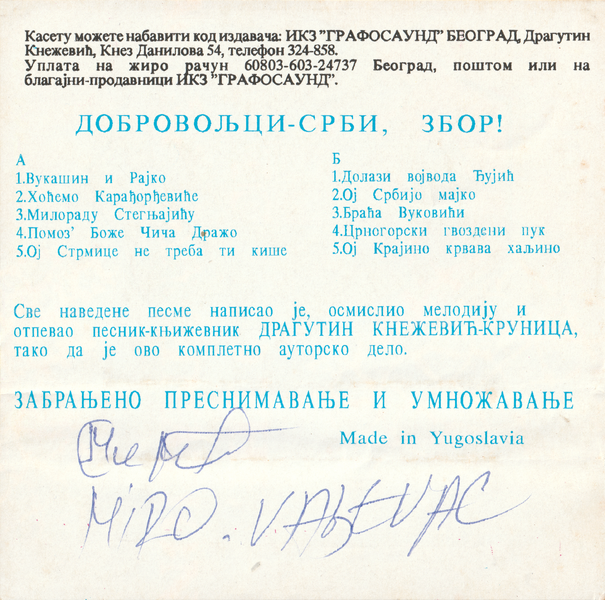 Касету можете набавити код издавача: ИКЗ ”ГРАФОСАУНД” БЕОГРАД, Драгутин
Кнежевић, Кнез Данилова 54, телефон 324-858.
Уплата на жиро рачун 60803-603-24737 Београд, поштом или на
благајни-продавници ИКЗ ”ГРАФОСАУНД”.
ДОБРОВОЉЦИ-СРБИ, ЗБОР!
А
1.Вукашин и Рајко
2.Хоћемо Карађорђевиће
3.Милораду Стегњајићу
4.Помоз’ Боже Чича Дражо
5.Ој Стрмице не треба ти кише
Б
1.Долази војвода Ђујић
2.Ој Србијо мајко
3.Браћа Вуковићи
4.Црногорски гвоздени пук
5.Ој Крајино крвава хаљино
Све наведене песме написао је, осмислио мелодију и
отпевао песник-књижевник ДРАГУТИН КНЕЖЕВИЋ-КРУНИЦА,
тако да је ово комплетно ауторско дело.
ЗАБРАЊЕНО ПРЕСНИМАВАЊЕ И УМНОЖАВАЊЕ
Made in Yugoslavia
MIRO.